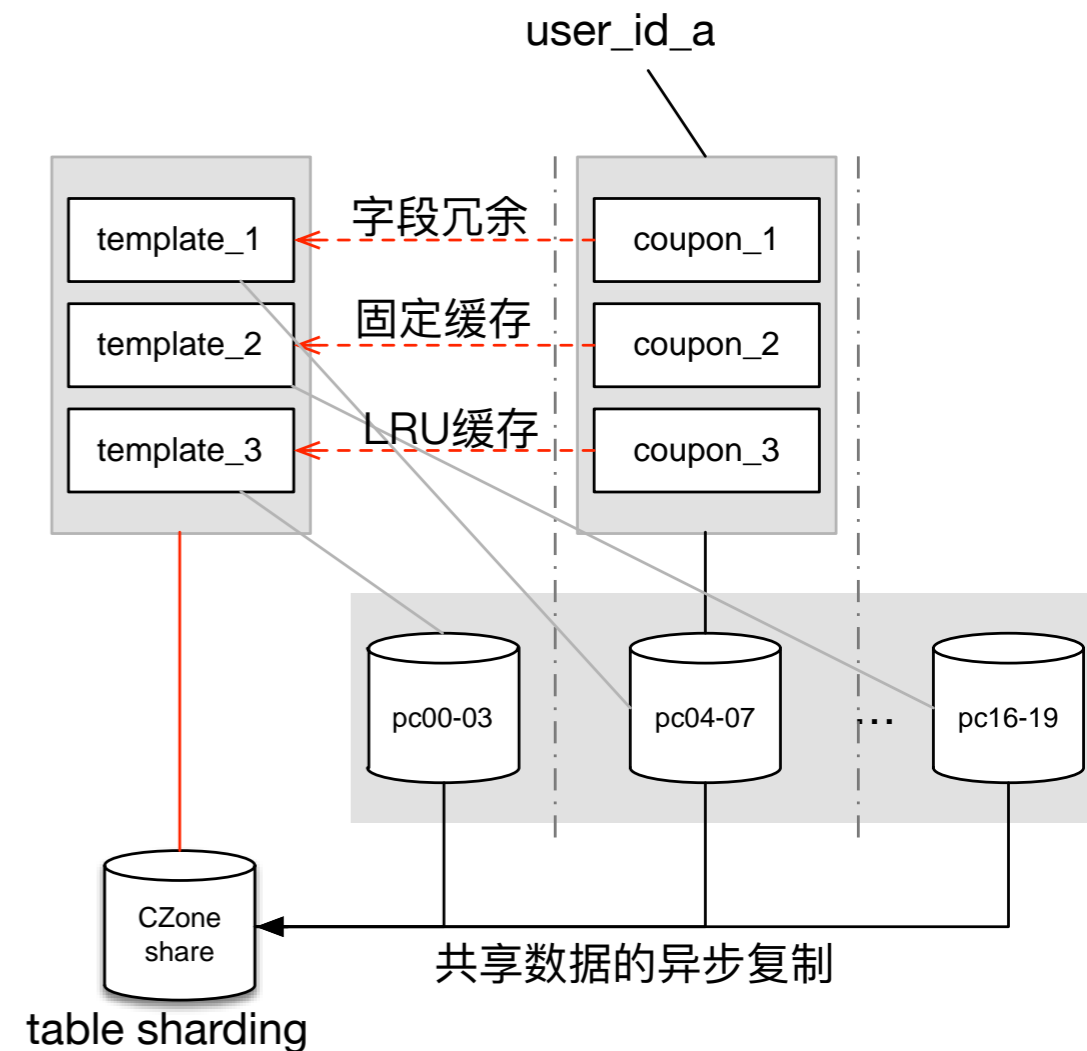 user_id_a
template_1
字段冗余
coupon_1
template_2
固定缓存
coupon_2
template_3
LRU缓存
coupon_3
pc00-03
pc04-07
...
pc16-19
CZone
share
共享数据的异步复制
table sharding